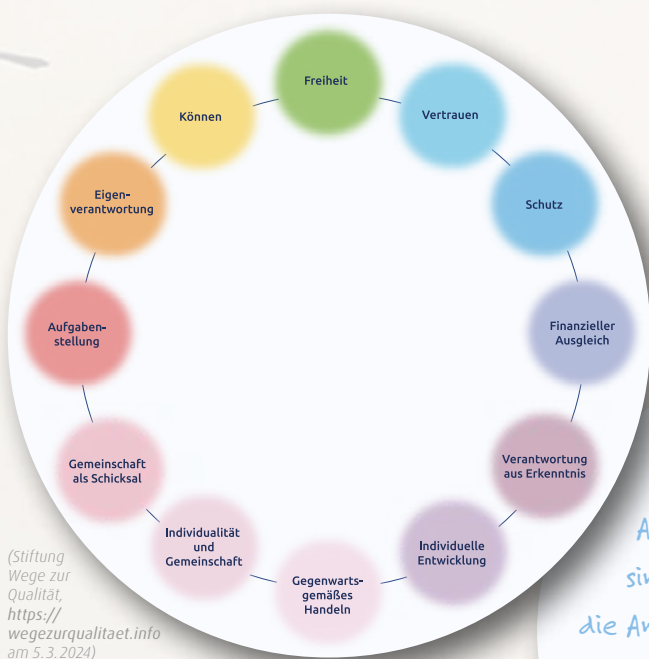 Freiheit
Vertrauen
Schutz
Finanzieller
Ausgleich
Verantwortung
aus Erkenntnis
Individuelle
Entwicklung
Gegenwarts-
gemäßes
Handeln
Individualität
und
Gemeinschaft
Gemeinschaft
als Schicksal
Aufgaben-
stellung
Eigen-
verantwortung
Können
(Stiftung
Wege zur
Qualität,
https://
wegezurqualitaet.info
am 5.3.2024)
die